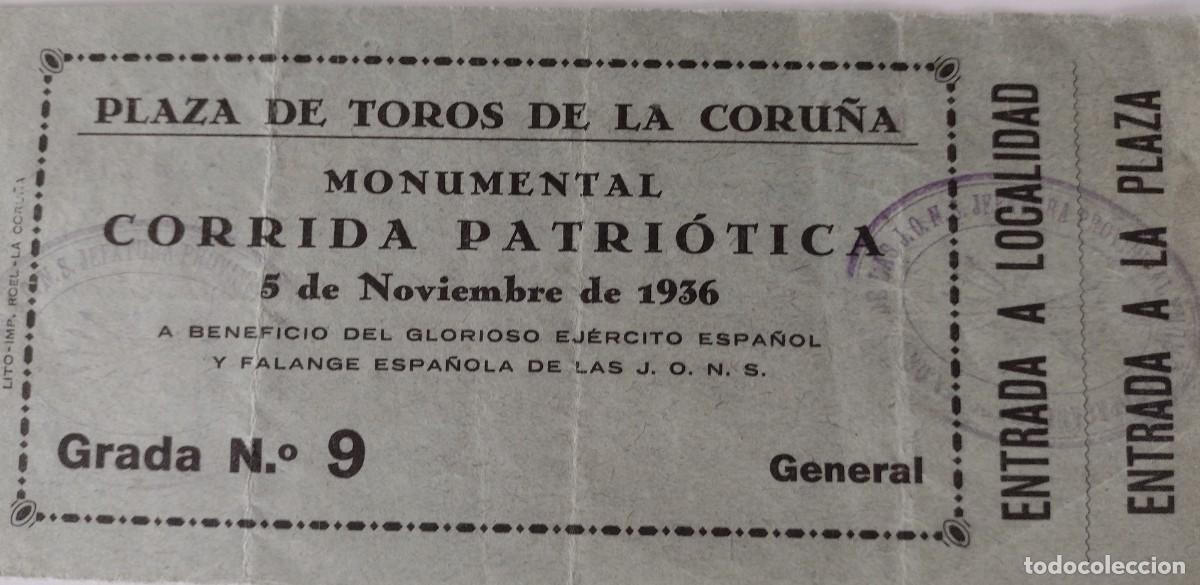 PLAZA DE TOROS DE LA CORUÑA
MONUMENTAL
CORRIDA PATRIÓTICA
5 de Noviembre de 1936
A BENEFICIO DEL GLORIOSO EJÉRCITO ESPAÑOL
Y FALANGE ESPAÑOLA DE LAS J. O. N. S.
Grada N.º 9
General
LITO-IMP. ROEL-LA CORUÑA
ENTRADA A LOCALIDAD
ENTRADA A LA PLAZA
todocoleccion